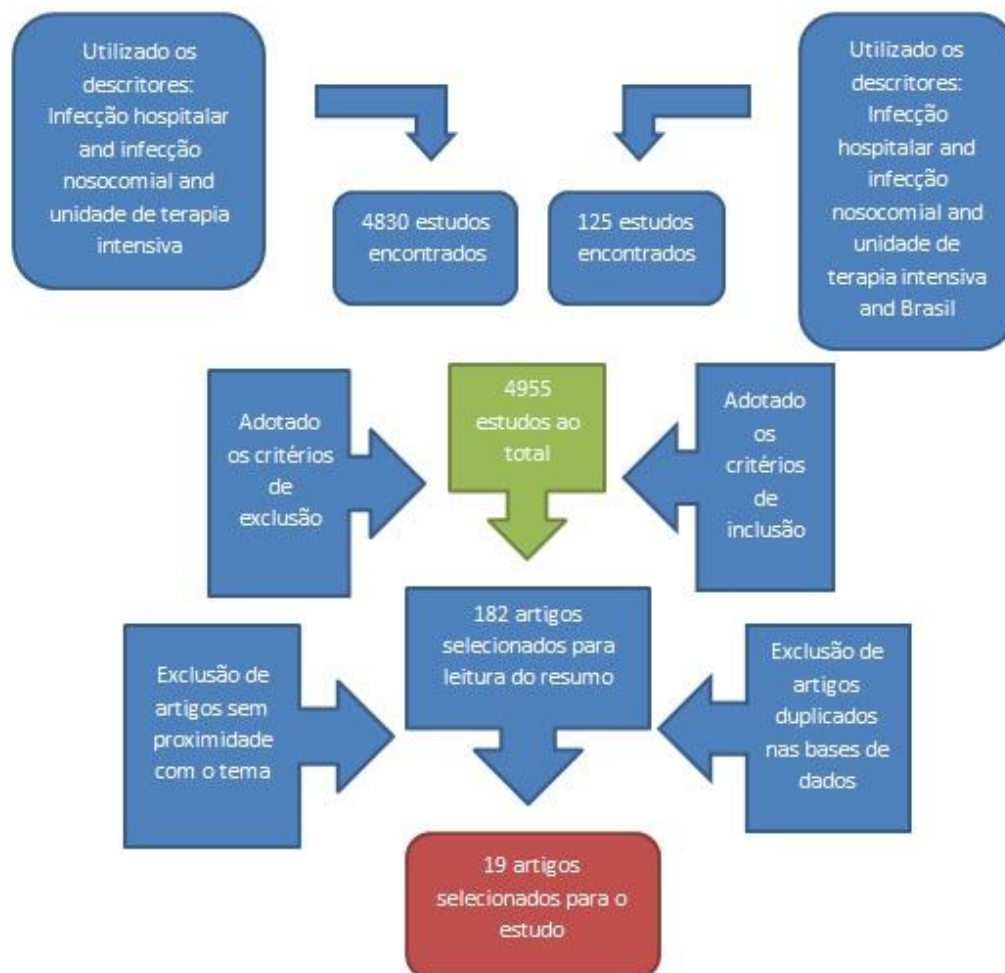 Utilizado os
descritores:
Infecção hospitalar
and infecção
nosocomial and
unidade de terapia
intensiva
Utilizado os
descritores:
Infecção
hospitalar and
infecção
nosocomial and
unidade de
terapia intensiva
and Brasil
4830 estudos
encontrados
125 estudos
encontrados
Adotado
os critérios
de
exclusão
4955
estudos ao
total
Adotado
os
critérios
de
inclusão
Exclusão de
artigos sem
proximidade
com o tema
182 artigos
selecionados para
leitura do resumo
Exclusão de
artigos
duplicados
nas bases de
dados
19 artigos
selecionados para o
estudo